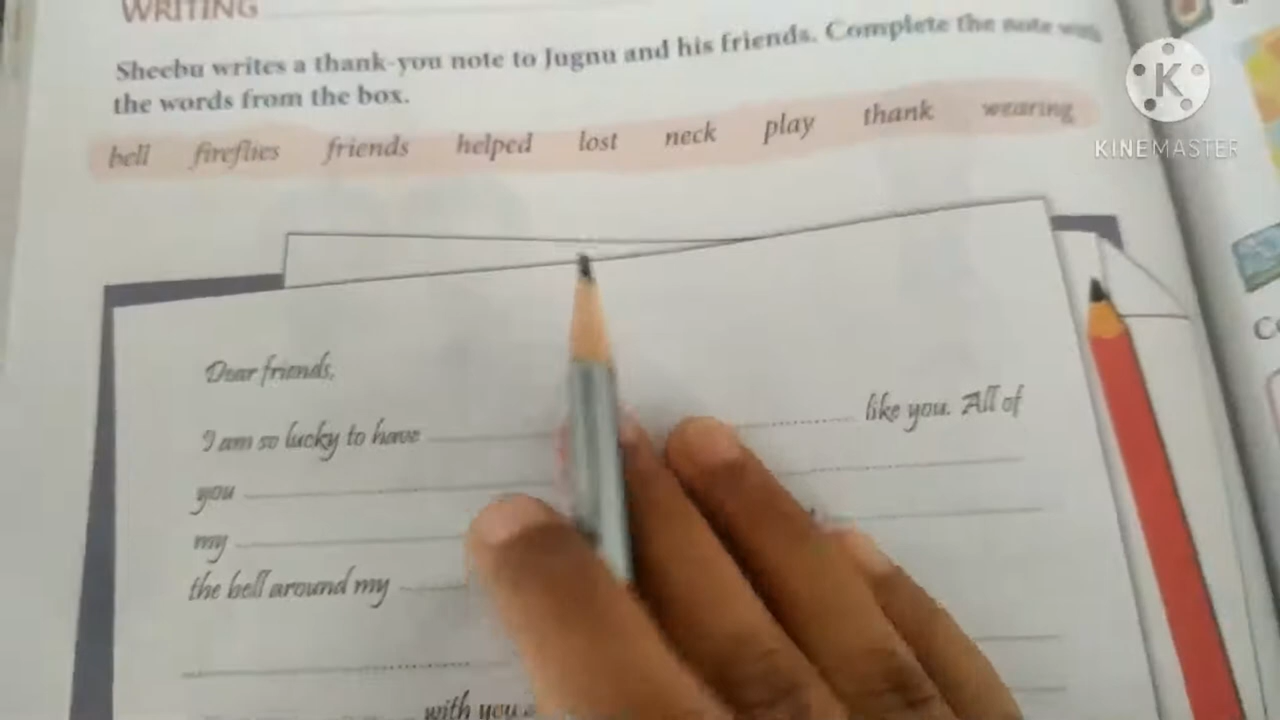 WRITING
Sheebu writes a thank-you note to Jugnu and his friends. Complete the note with
the words from the box.
bell fireflies friends helped lost neck play thank wearing
KINEMASTER
Dear friends,
I am so lucky to have like you. All of
you
my
the bell around my
with you